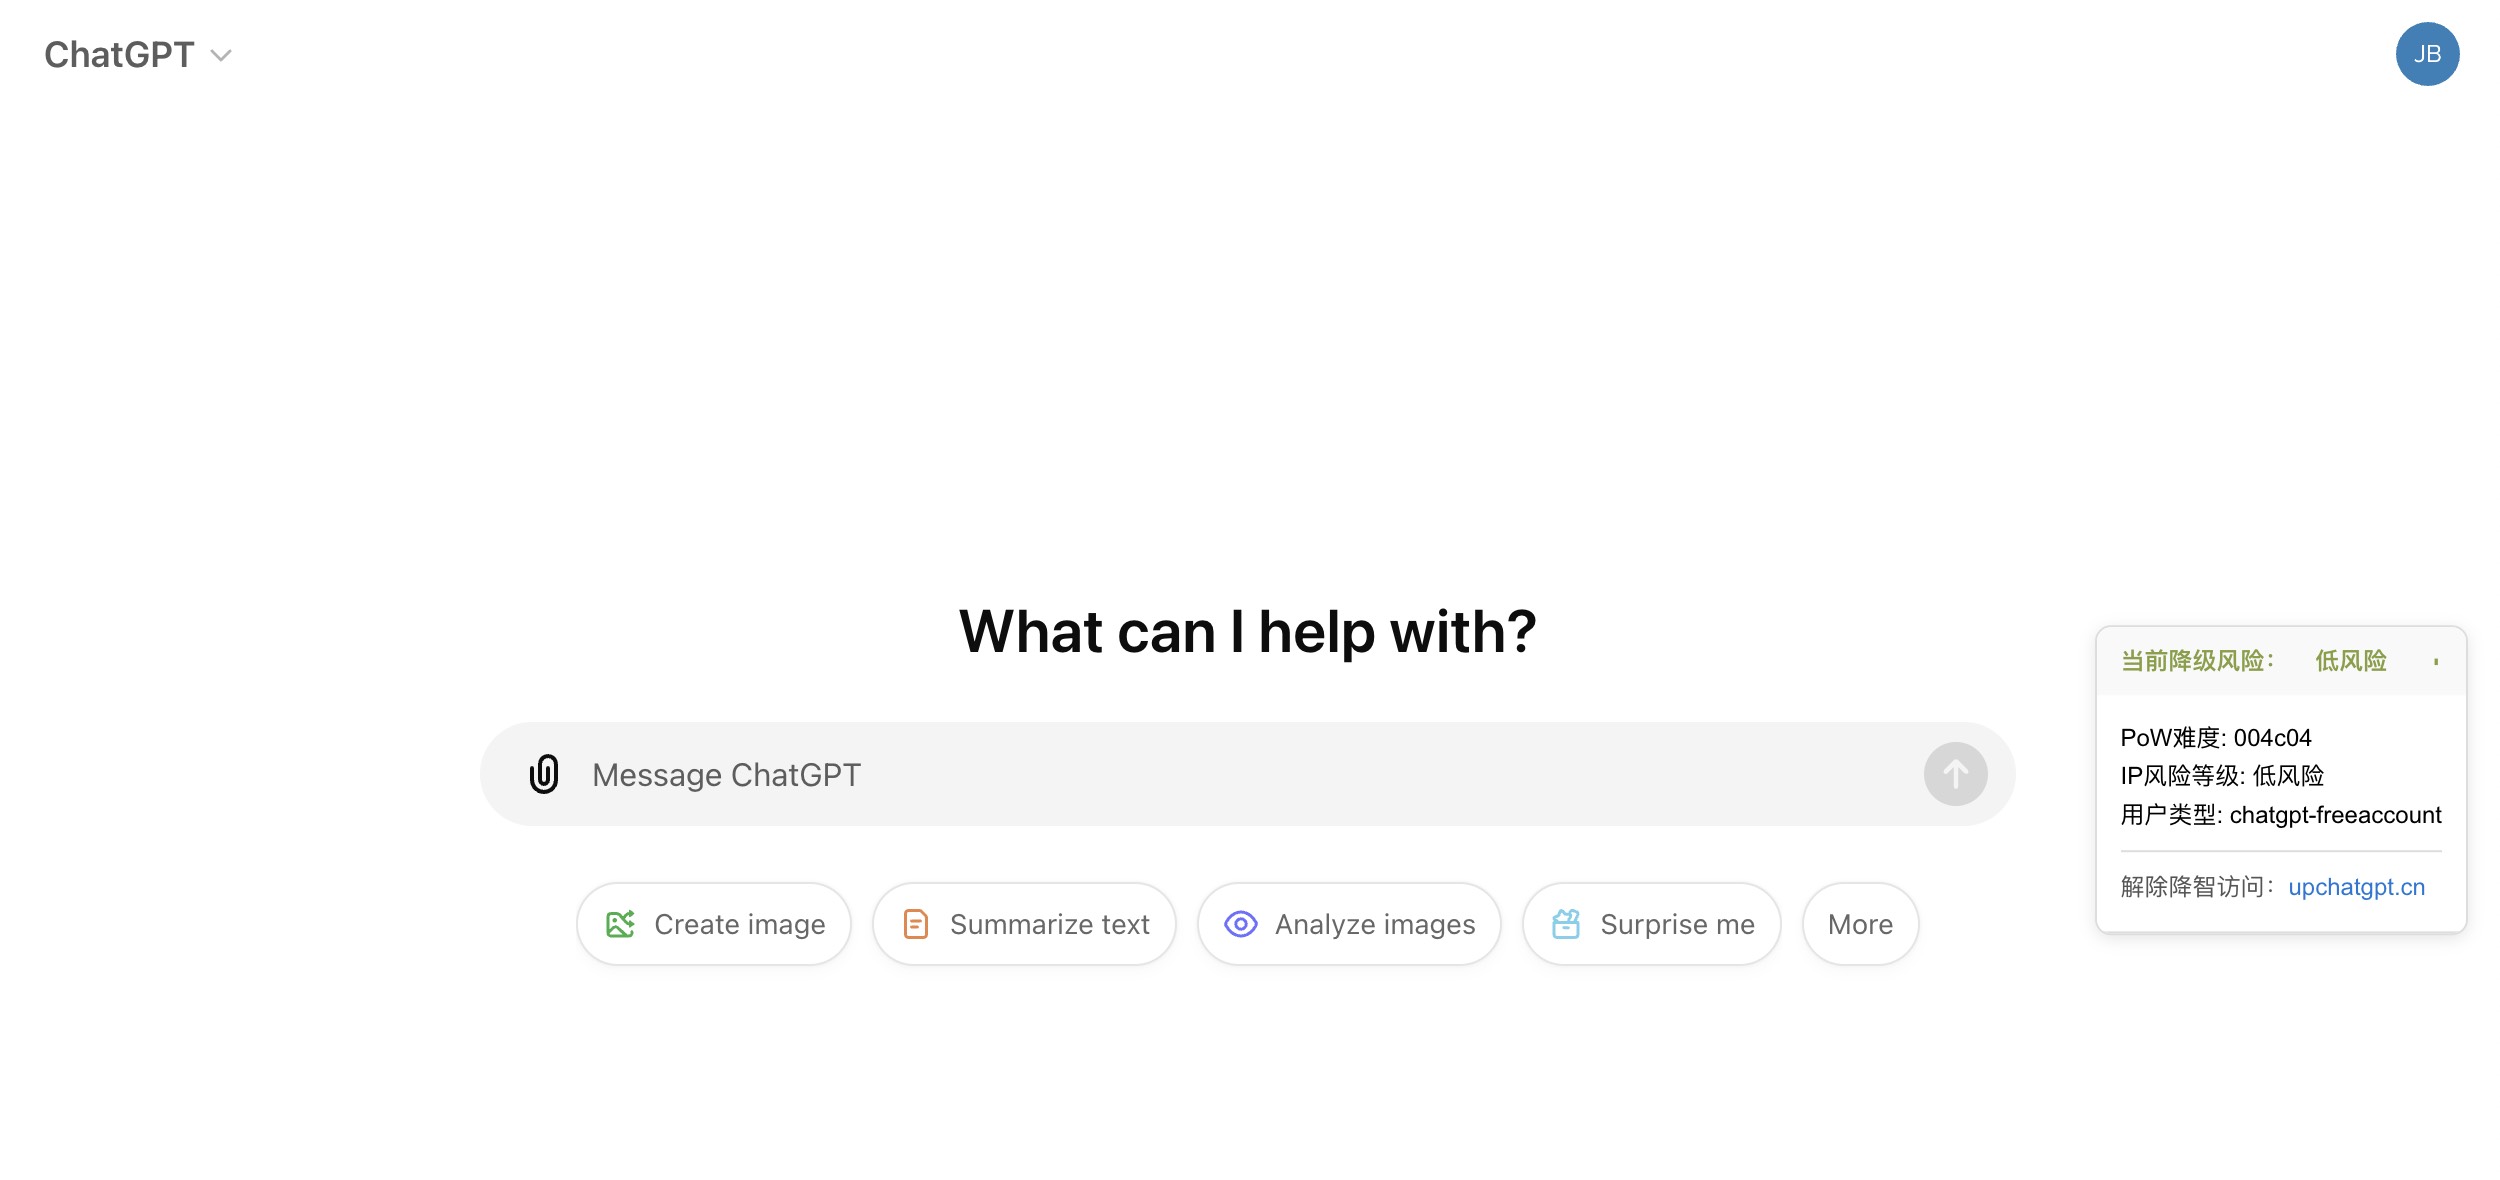 ChatGPT
JB
What can I help with?
Message ChatGPT
Create image
Summarize text
Analyze images
Surprise me
More
当前降级风险： 低风险
PoW难度: 004c04
IP风险等级: 低风险
用户类型: chatgpt-freeaccount
解除降智访问：upchatgpt.cn